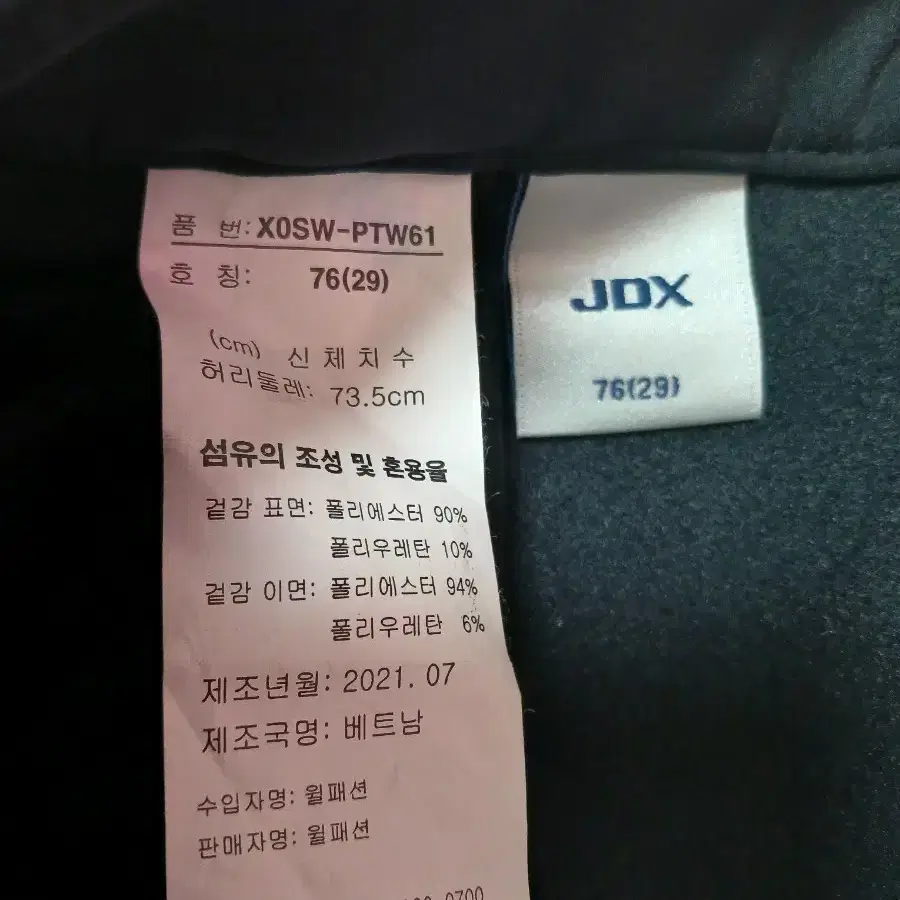 품 번: X0SW-PTW61
호 칭: 76(29)
(cm) 신체치수
허리둘레: 73.5cm
섬유의 조성 및 혼용율
겉감 표면: 폴리에스터 90%
폴리우레탄 10%
겉감 이면: 폴리에스터 94%
폴리우레탄 6%
제조년월: 2021. 07
제조국명: 베트남
수입자명: 월패션
판매자명: 월패션
JDX
76(29)